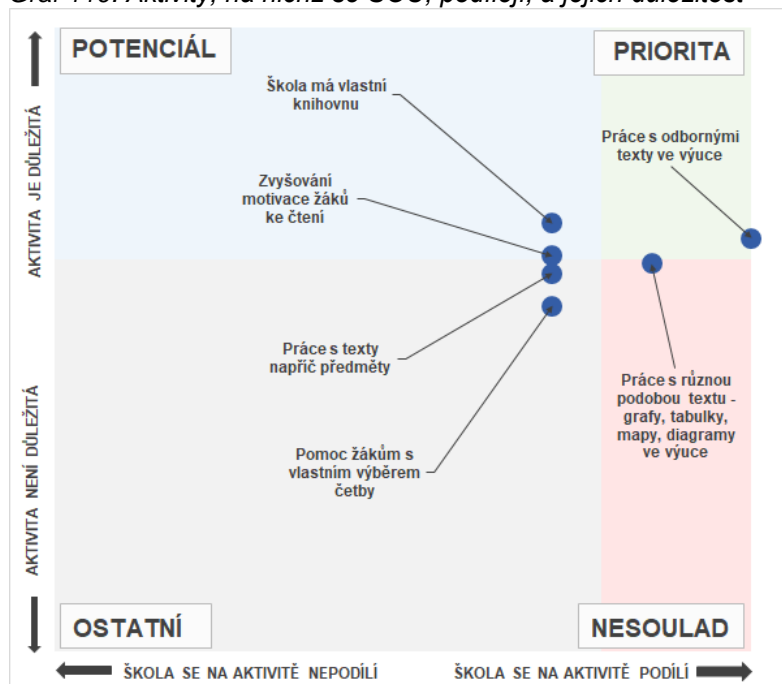 POTENCIÁL
PRIORITA
Škola má vlastní
knihovnu
Práce s odbornými
texty ve výuce
Zvyšování
motivace žáků
ke čtení
Práce s texty
napříč předměty
Práce s různou
podobou textu -
grafy, tabulky,
mapy, diagramy
ve výuce
Pomoc žákům s
vlastním výběrem
četby
OSTATNÍ
NESOULAD
AKTIVITA JE DŮLEŽITÁ
AKTIVITA NENÍ DŮLEŽITÁ
ŠKOLA SE NA AKTIVITĚ NEPODÍLÍ
ŠKOLA SE NA AKTIVITĚ PODÍLÍ